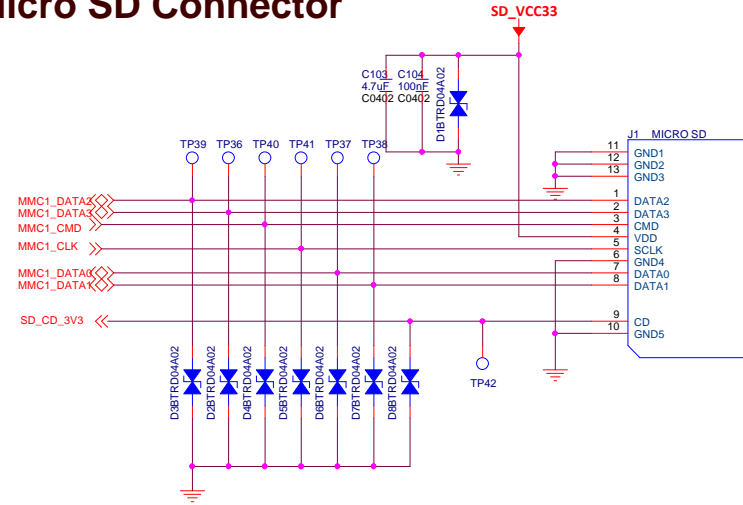 Micro SD Connector
SD_VCC33
C103
4.7uF
C0402
C104
100nF
C0402
D1BTRD04A02
TP39
TP36
TP40
TP41
TP37
TP38
J1 MICRO SD
11 GND1
12 GND2
13 GND3
MMC1_DATA2
1 DATA2
MMC1_DATA3
2 DATA3
MMC1_CMD
3 CMD
4 VDD
MMC1_CLK
5 SCLK
6 GND4
MMC1_DATA0
7 DATA0
MMC1_DATA1
8 DATA1
SD_CD_3V3
9 CD
10 GND5
D3BTRD04A02
D2BTRD04A02
D4BTRD04A02
D5BTRD04A02
D6BTRD04A02
D7BTRD04A02
D8BTRD04A02
TP42